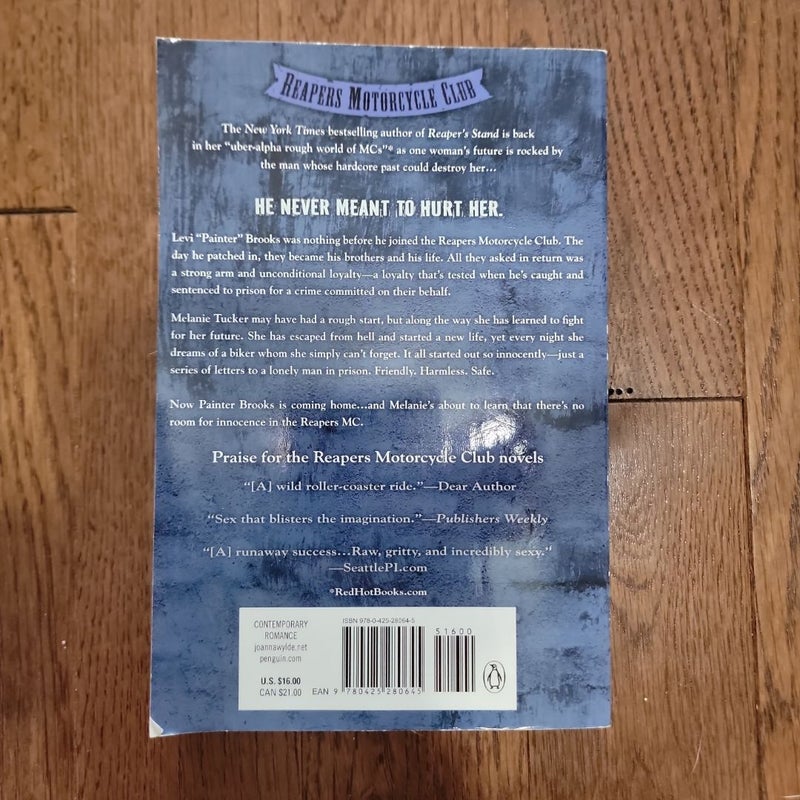 REAPERS MOTORCYCLE CLUB
The New York Times bestselling author of Reaper's Stand is back
in her "uber-alpha rough world of MCs"* as one woman's future is rocked by
the man whose hardcore past could destroy her...
HE NEVER MEANT TO HURT HER.
Levi "Painter" Brooks was nothing before he joined the Reapers Motorcycle Club. The
day he patched in, they became his brothers and his life. All they asked in return was
a strong arm and unconditional loyalty—a loyalty that's tested when he's caught and
sentenced to prison for a crime committed on their behalf.
Melanie Tucker may have had a rough start, but along the way she has learned to fight
for her future. She has escaped from hell and started a new life, yet every night she
dreams of a biker whom she simply can't forget. It all started out so innocently—just a
series of letters to a lonely man in prison. Friendly. Harmless. Safe.
Now Painter Brooks is coming home...and Melanie's about to learn that there's no
room for innocence in the Reapers MC.
Praise for the Reapers Motorcycle Club novels
"[A] wild roller-coaster ride."—Dear Author
"Sex that blisters the imagination."—Publishers Weekly
"[A] runaway success...Raw, gritty, and incredibly sexy."
—SeattlePI.com
*RedHotBooks.com
CONTEMPORARY
ROMANCE
joannawylde.net
penguin.com
U.S. $16.00
CAN $21.00
ISBN 978-0-425-28064-5
51600
EAN 9 780425 280645